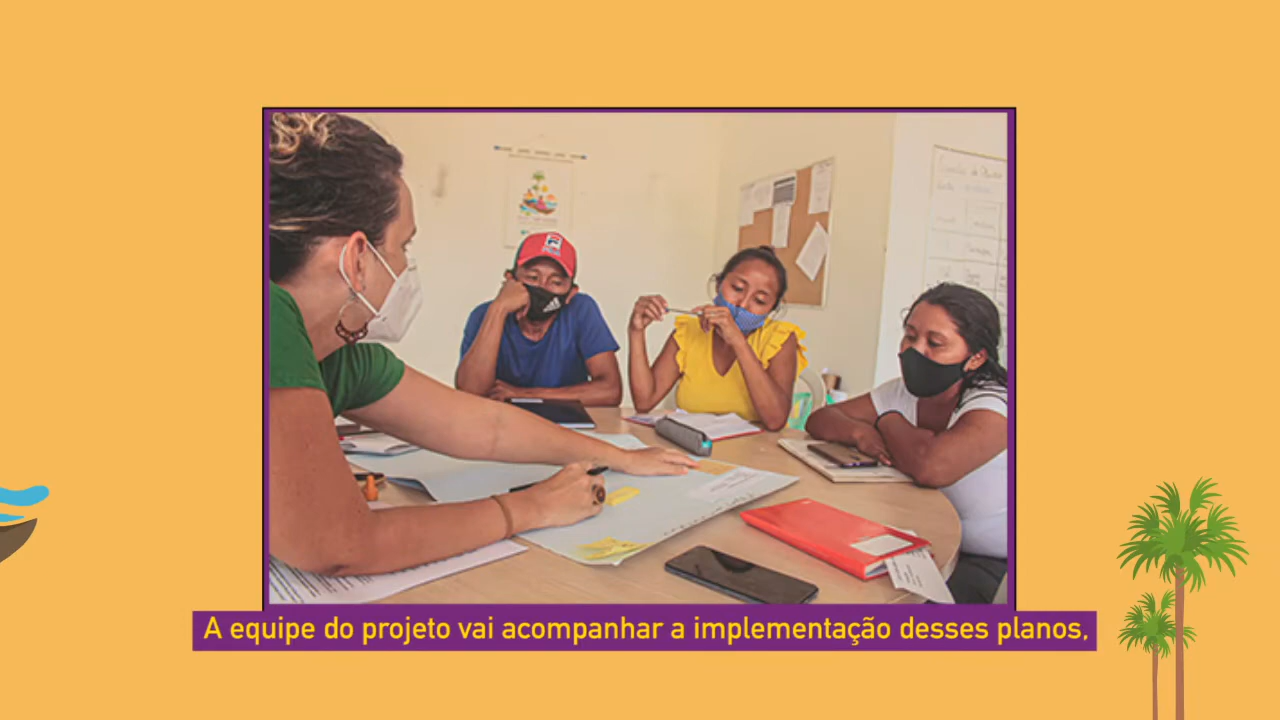 A equipe do projeto vai acompanhar a implementação desses planos,